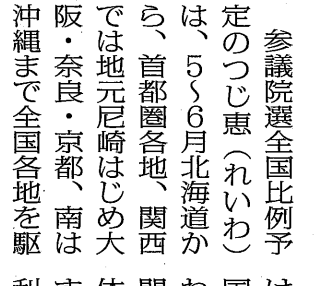 参議院選全国比例予
定のつじ恵（れいわ）
は、5～6月北海道か
ら、首都圏各地、関西
では地元尼崎はじめ大
阪・奈良・京都、南は
沖縄まで全国各地を駆